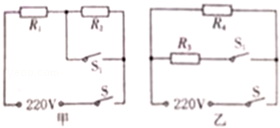 R₁ R₂ R₄
S₁ R₃ S₁
220V S 220V S
甲 乙